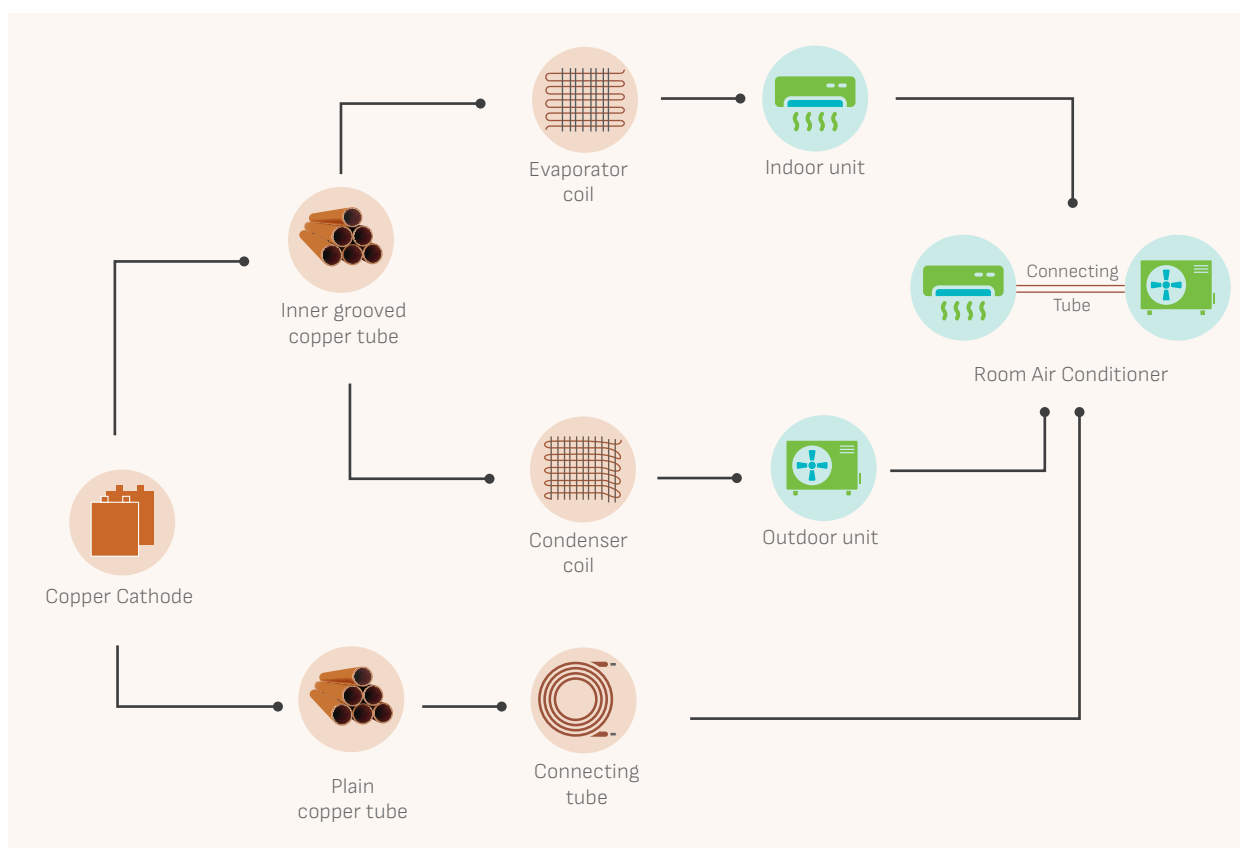 Evaporator
coil
Indoor unit
Inner grooved
copper tube
Connecting
Tube
Room Air Conditioner
Condenser
coil
Outdoor unit
Copper Cathode
Plain
copper tube
Connecting
tube